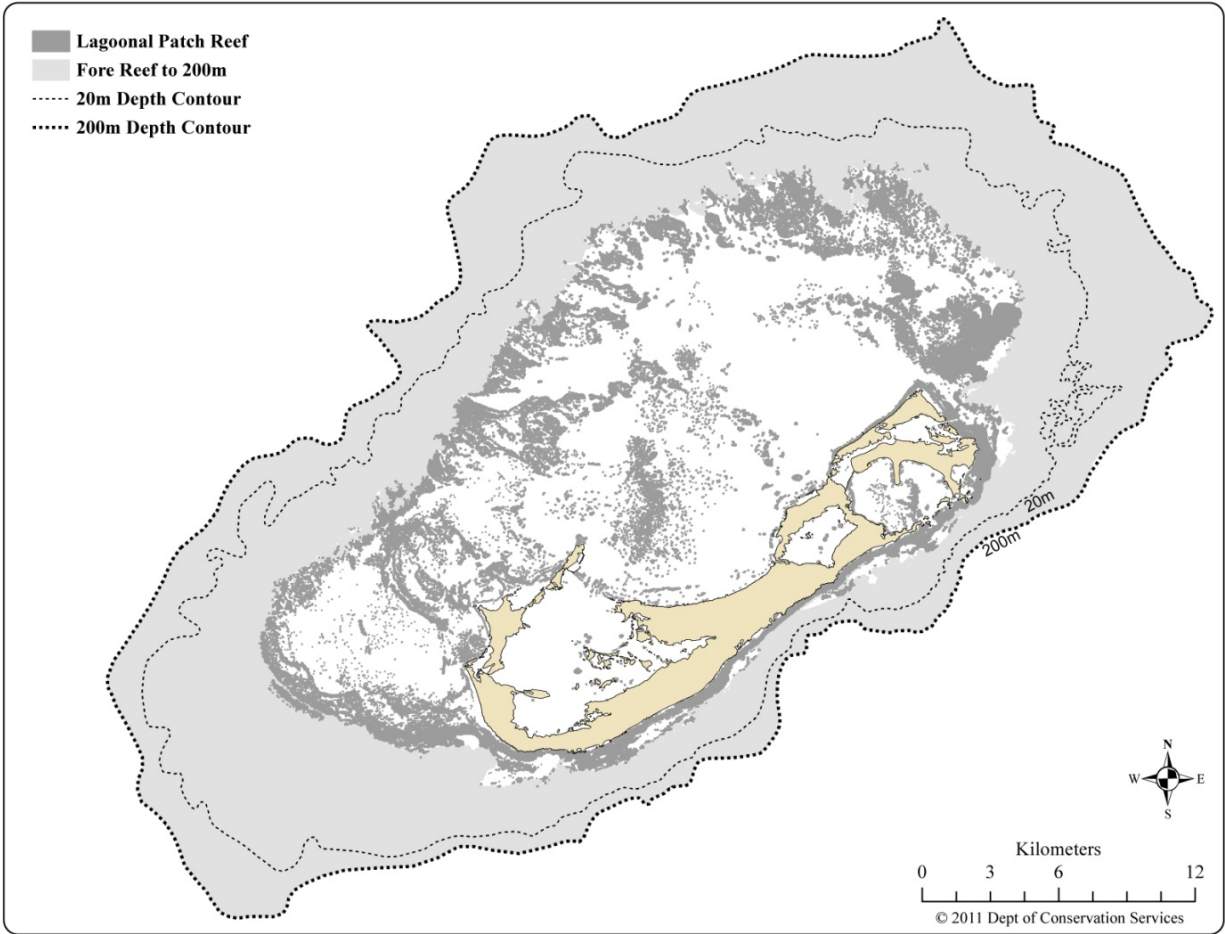 Lagoonal Patch Reef
Fore Reef to 200m
20m Depth Contour
200m Depth Contour
20m
200m
N
W E
S
Kilometers
0 3 6 12
© 2011 Dept of Conservation Services